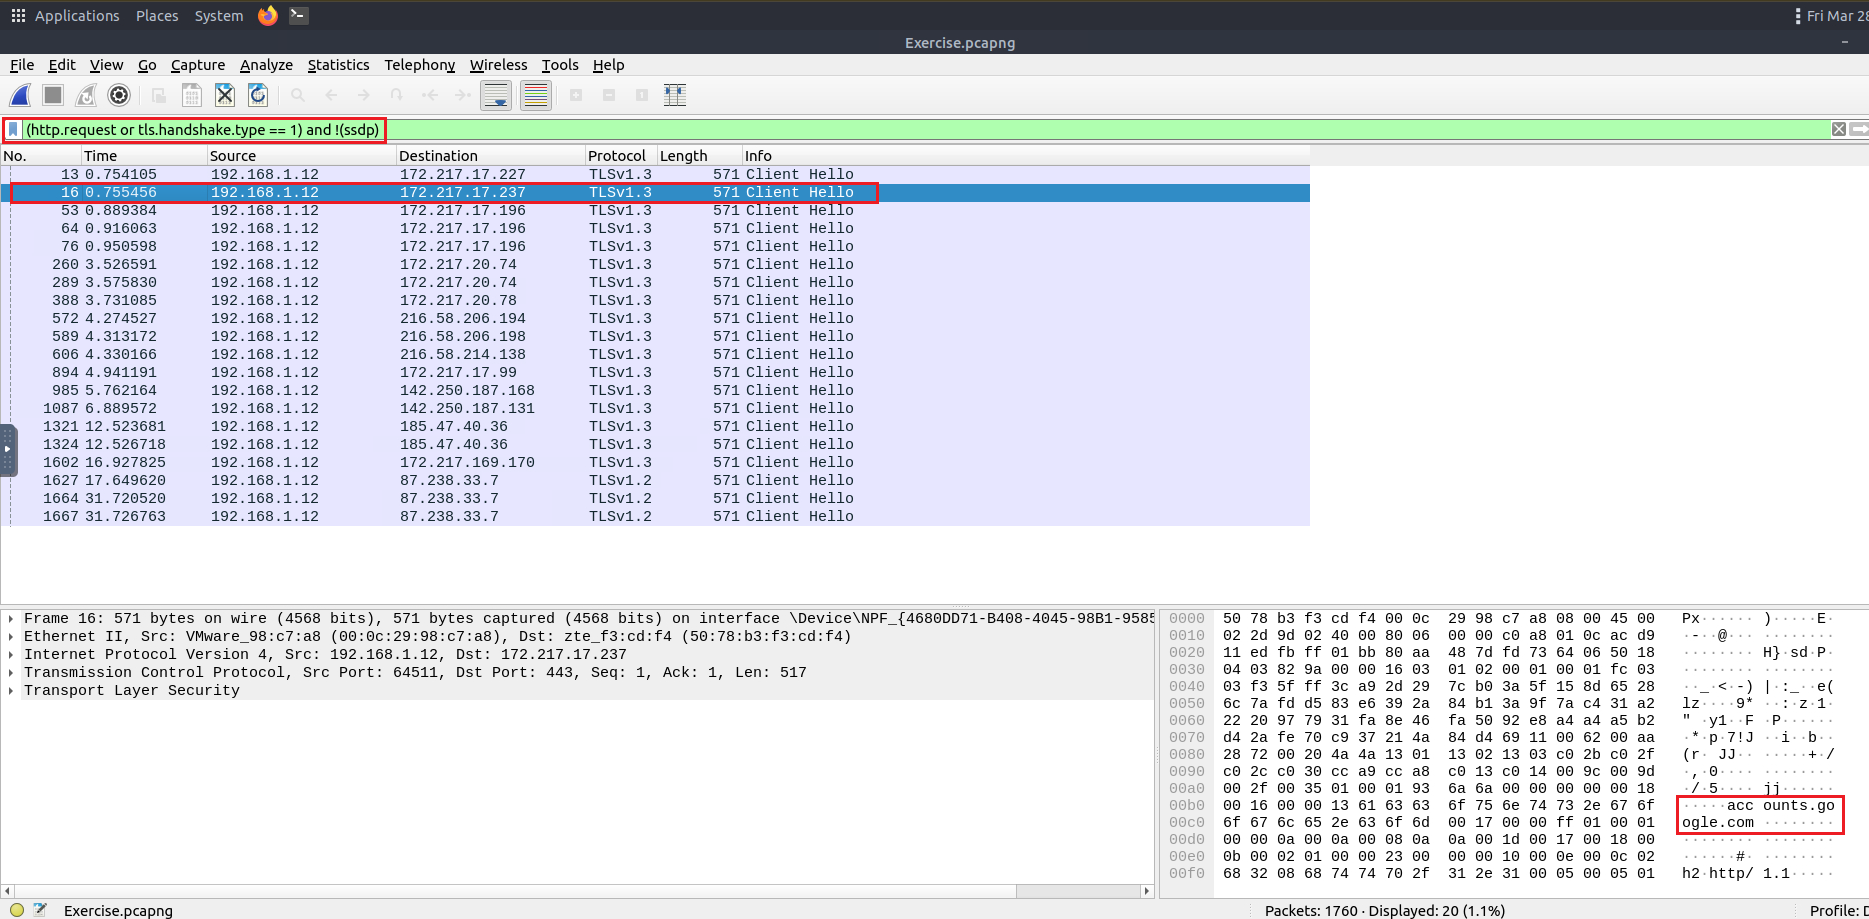 Applications Places System Fri Mar 28
Exercise.pcapng
File Edit View Go Capture Analyze Statistics Telephony Wireless Tools Help
(http.request or tls.handshake.type == 1) and !(ssdp)
No. Time Source Destination Protocol Length Info
13 0.754105 192.168.1.12 172.217.17.227 TLSv1.3 571 Client Hello
16 0.755456 192.168.1.12 172.217.17.237 TLSv1.3 571 Client Hello
53 0.889384 192.168.1.12 172.217.17.196 TLSv1.3 571 Client Hello
64 0.916063 192.168.1.12 172.217.17.196 TLSv1.3 571 Client Hello
76 0.950598 192.168.1.12 172.217.17.196 TLSv1.3 571 Client Hello
260 3.526591 192.168.1.12 172.217.20.74 TLSv1.3 571 Client Hello
289 3.575830 192.168.1.12 172.217.20.74 TLSv1.3 571 Client Hello
388 3.731085 192.168.1.12 172.217.20.78 TLSv1.3 571 Client Hello
572 4.274527 192.168.1.12 216.58.206.194 TLSv1.3 571 Client Hello
589 4.313172 192.168.1.12 216.58.206.198 TLSv1.3 571 Client Hello
606 4.330166 192.168.1.12 216.58.214.138 TLSv1.3 571 Client Hello
894 4.941191 192.168.1.12 172.217.17.99 TLSv1.3 571 Client Hello
985 5.762164 192.168.1.12 142.250.187.168 TLSv1.3 571 Client Hello
1087 6.889572 192.168.1.12 142.250.187.131 TLSv1.3 571 Client Hello
1321 12.523681 192.168.1.12 185.47.40.36 TLSv1.3 571 Client Hello
1324 12.526718 192.168.1.12 185.47.40.36 TLSv1.3 571 Client Hello
1602 16.927825 192.168.1.12 172.217.169.170 TLSv1.3 571 Client Hello
1627 17.649620 192.168.1.12 87.238.33.7 TLSv1.2 571 Client Hello
1664 31.720520 192.168.1.12 87.238.33.7 TLSv1.2 571 Client Hello
1667 31.726763 192.168.1.12 87.238.33.7 TLSv1.2 571 Client Hello
Frame 16: 571 bytes on wire (4568 bits), 571 bytes captured (4568 bits) on interface \Device\NPF_{4680DD71-B408-4045-98B1-9585
Ethernet II, Src: VMware_98:c7:a8 (00:0c:29:98:c7:a8), Dst: zte_f3:cd:f4 (50:78:b3:f3:cd:f4)
Internet Protocol Version 4, Src: 192.168.1.12, Dst: 172.217.17.237
Transmission Control Protocol, Src Port: 64511, Dst Port: 443, Seq: 1, Ack: 1, Len: 517
Transport Layer Security
0000 50 78 b3 f3 cd f4 00 0c 29 98 c7 a8 08 00 45 00 Px······ )·····E·
0010 02 2d 9d 02 40 00 80 06 00 00 c0 a8 01 0c ac d9 ·-··@··· ········
0020 11 ed fb ff 01 bb 80 aa 48 7d fd 73 64 06 50 18 ········ H}·sd·P·
0030 04 03 82 9a 00 00 16 03 01 02 00 01 00 01 fc 03 ········ ········
0040 03 f3 5f ff 3c a9 2d 29 7c b0 3a 5f 15 8d 65 28 ··_·<·-) |·:_··e(
0050 6c 7a fd d5 83 e6 39 2a 84 b1 3a 9f 7a c4 31 a2 lz····9* ··:·z·1·
0060 22 20 97 79 31 fa 8e 46 fa 50 92 e8 a4 a4 a5 b2 " ·y1··F ·P······
0070 d4 2a fe 70 c9 37 21 4a 84 d4 69 11 00 62 00 aa ·*·p·7!J ··i··b··
0080 28 72 00 20 4a 4a 13 01 13 02 13 03 c0 2b c0 2f (r· JJ·· ·····+·/
0090 c0 2c c0 30 cc a9 cc a8 c0 13 c0 14 00 9c 00 9d ·,·0···· ········
00a0 00 2f 00 35 01 00 01 93 6a 6a 00 00 00 00 00 18 ·/·5···· jj······
00b0 00 16 00 00 13 61 63 63 6f 75 6e 74 73 2e 67 6f ·····acc ounts.go
00c0 6f 67 6c 65 2e 63 6f 6d 00 17 00 00 ff 01 00 01 ogle.com ········
00d0 00 00 0a 00 0a 00 08 0a 0a 00 1d 00 17 00 18 00 ········ ········
00e0 0b 00 02 01 00 00 23 00 00 00 10 00 0e 00 0c 02 ······#· ········
00f0 68 32 08 68 74 74 70 2f 31 2e 31 00 05 00 05 01 h2·http/ 1.1·····
Exercise.pcapng Packets: 1760 · Displayed: 20 (1.1%) Profile: D